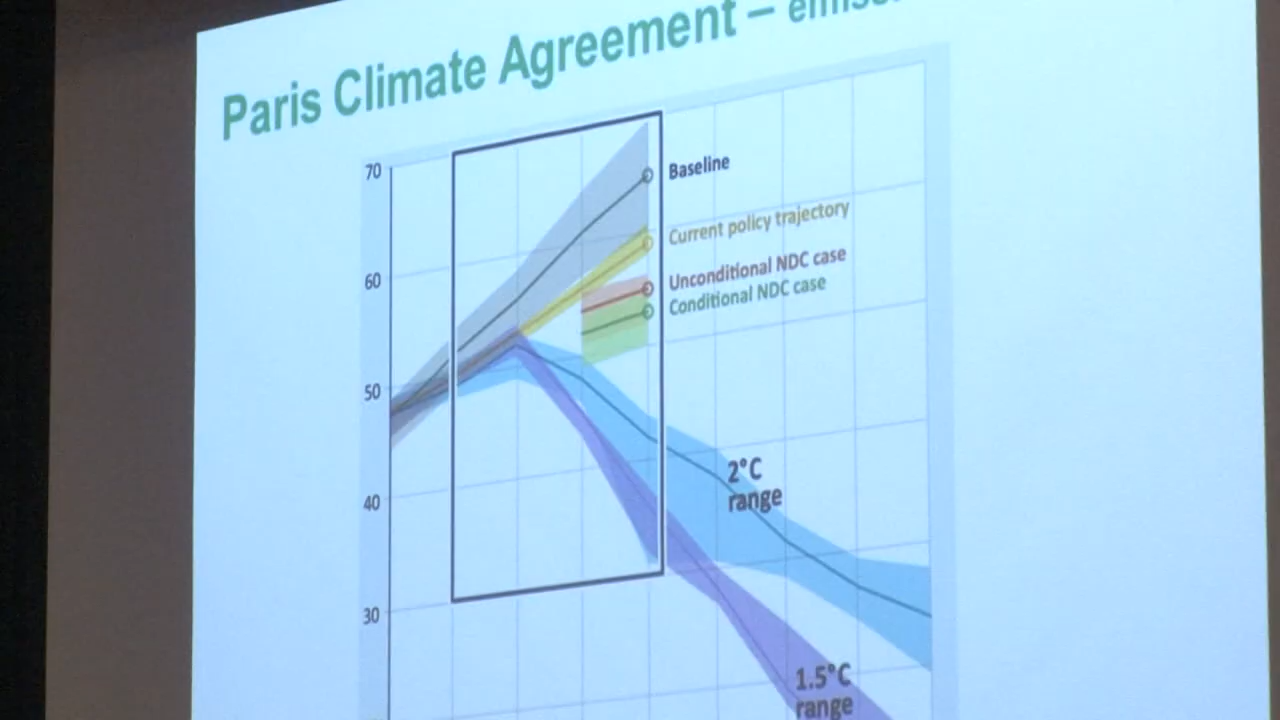 Paris Climate Agreement –
70
Baseline
Current policy trajectory
60
Unconditional NDC case
Conditional NDC case
50
2°C
range
40
30
1.5°C
range